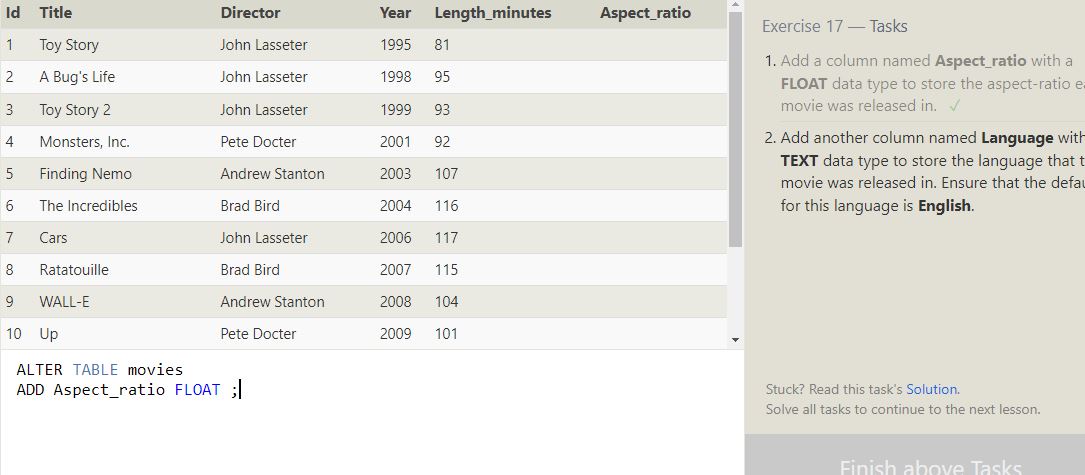 Id Title Director Year Length_minutes Aspect_ratio
1 Toy Story John Lasseter 1995 81
2 A Bug's Life John Lasseter 1998 95
3 Toy Story 2 John Lasseter 1999 93
4 Monsters, Inc. Pete Docter 2001 92
5 Finding Nemo Andrew Stanton 2003 107
6 The Incredibles Brad Bird 2004 116
7 Cars John Lasseter 2006 117
8 Ratatouille Brad Bird 2007 115
9 WALL-E Andrew Stanton 2008 104
10 Up Pete Docter 2009 101
ALTER TABLE movies
ADD Aspect_ratio FLOAT ;
Exercise 17 — Tasks
1. Add a column named Aspect_ratio with a
FLOAT data type to store the aspect-ratio ea
movie was released in. ✓
2. Add another column named Language with
TEXT data type to store the language that t
movie was released in. Ensure that the defau
for this language is English.
Stuck? Read this task's Solution.
Solve all tasks to continue to the next lesson.
Finish above Tasks